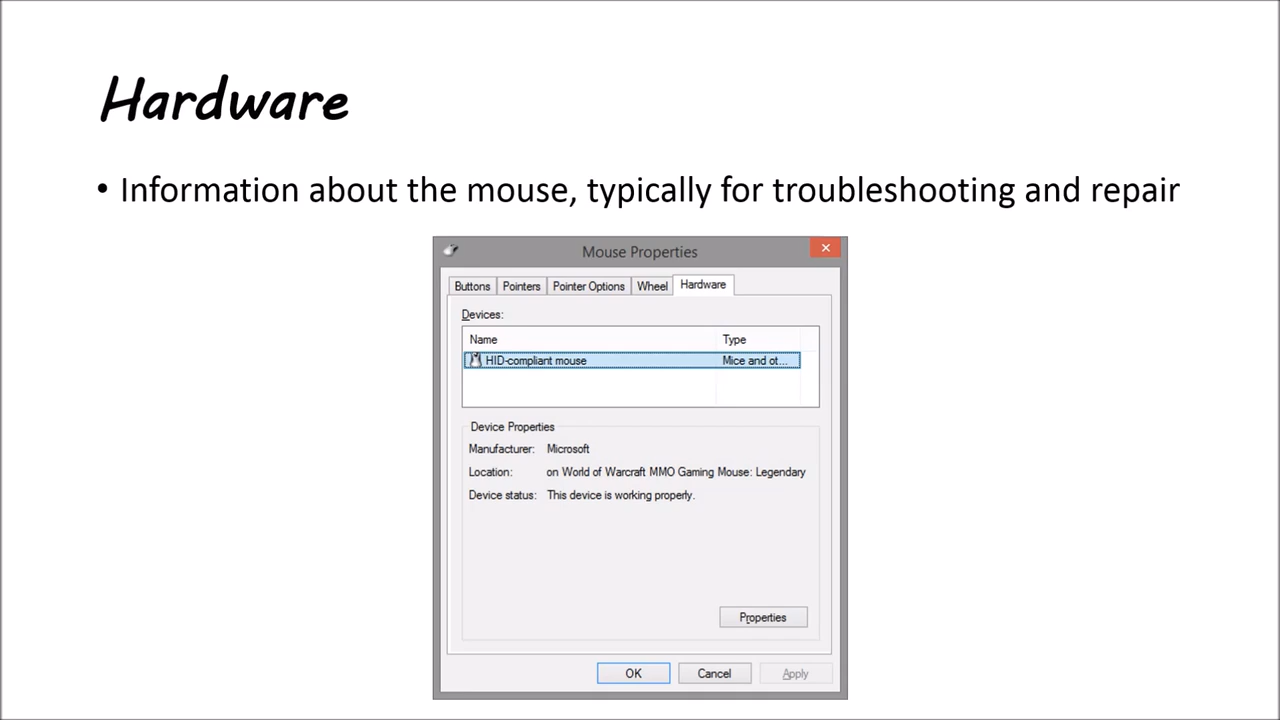 Hardware
• Information about the mouse, typically for troubleshooting and repair
Mouse Properties
Buttons Pointers Pointer Options Wheel Hardware
Devices:
Name Type
HID-compliant mouse Mice and ot...
Device Properties
Manufacturer: Microsoft
Location: on World of Warcraft MMO Gaming Mouse: Legendary
Device status: This device is working properly.
Properties
OK Cancel Apply